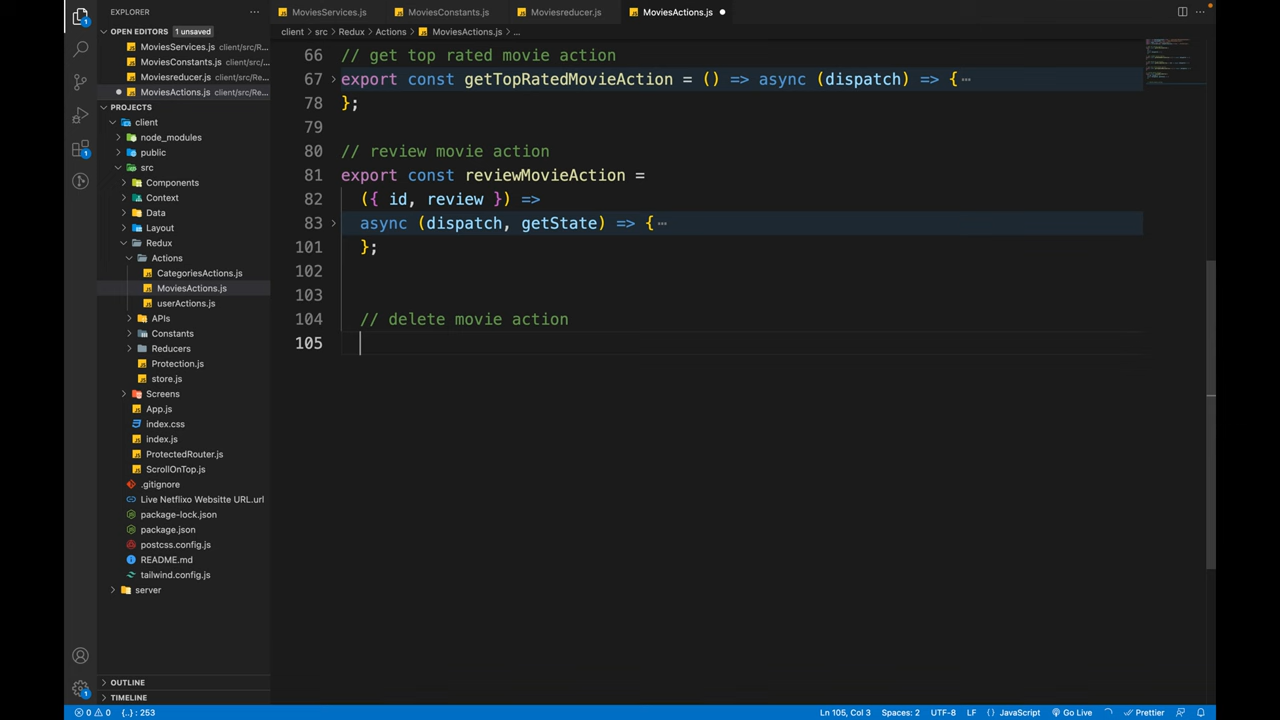 EXPLORER
MoviesServices.js
MoviesConstants.js
Moviesreducer.js
MoviesActions.js
OPEN EDITORS 1 unsaved
MoviesServices.js client/src/R...
MoviesConstants.js client/src/R...
Moviesreducer.js client/src/Re...
MoviesActions.js client/src/Re...
PROJECTS
client
node_modules
public
src
Components
Context
Data
Layout
Redux
Actions
CategoriesActions.js
MoviesActions.js
userActions.js
APIs
Constants
Reducers
Protection.js
store.js
Screens
App.js
index.css
index.js
ProtectedRouter.js
ScrollOnTop.js
.gitignore
Live Netflixo Websitte URL.url
package-lock.json
package.json
postcss.config.js
README.md
tailwind.config.js
server
OUTLINE
TIMELINE
client > src > Redux > Actions > MoviesActions.js > ...
66 // get top rated movie action
67 export const getTopRatedMovieAction = () => async (dispatch) => {…
78 };
79
80 // review movie action
81 export const reviewMovieAction =
82 ({ id, review }) =>
83 async (dispatch, getState) => {…
101 };
102
103
104 // delete movie action
105
0 0 {..} : 253
Ln 105, Col 3 Spaces: 2 UTF-8 LF { } JavaScript Go Live Prettier